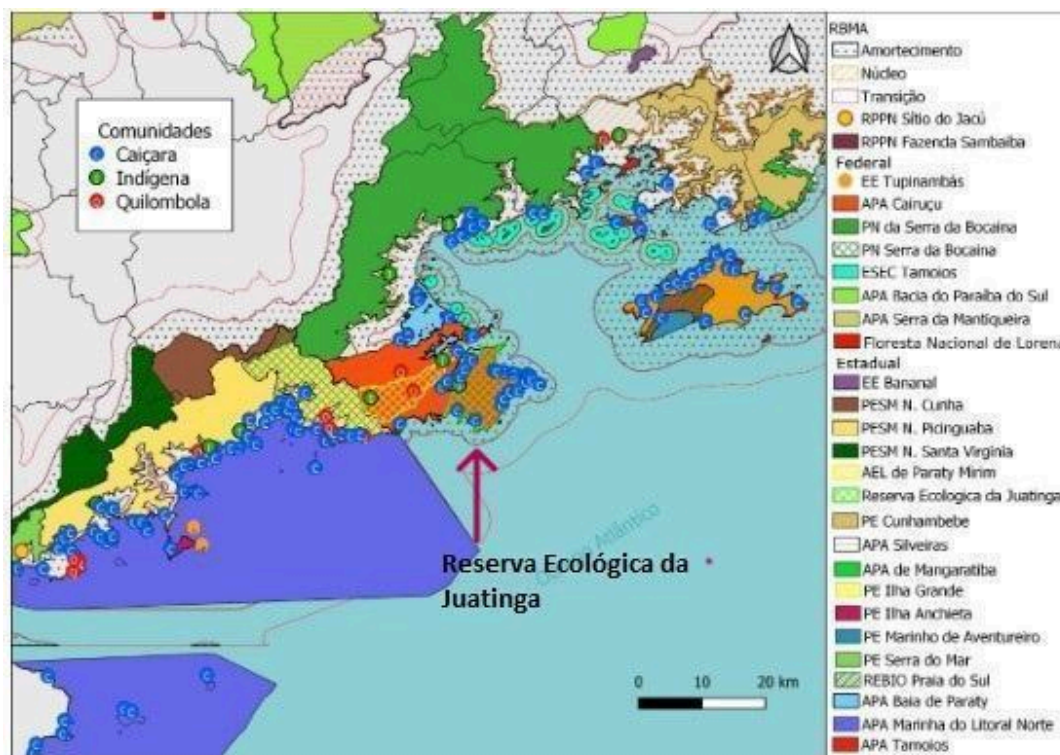 Comunidades
Caiçara
Indígena
Quilombola
Reserva Ecológica da
Juatinga
Atlântico
0 10 20 km
RBMA
Amortecimento
Núcleo
Transição
RPPN Sítio do Jacú
RPPN Fazenda Sambaiba
Federal
EE Tupinambás
APA Cairuçu
PN da Serra da Bocaina
PN Serra da Bocaina
ESEC Tamoios
APA Bacia do Paraíba do Sul
APA Serra da Mantiqueira
Floresta Nacional de Lorena
Estadual
EE Bananal
PESM N. Cunha
PESM N. Picinguaba
PESM N. Santa Virgínia
AEL de Paraty Mirim
Reserva Ecologica da Juatinga
PE Cunhambebe
APA Silveiras
APA de Mangaratiba
PE Ilha Grande
PE Ilha Anchieta
PE Marinho de Aventureiro
PE Serra do Mar
REBIO Praia do Sul
APA Baia de Paraty
APA Marinha do Litoral Norte
APA Tamoios